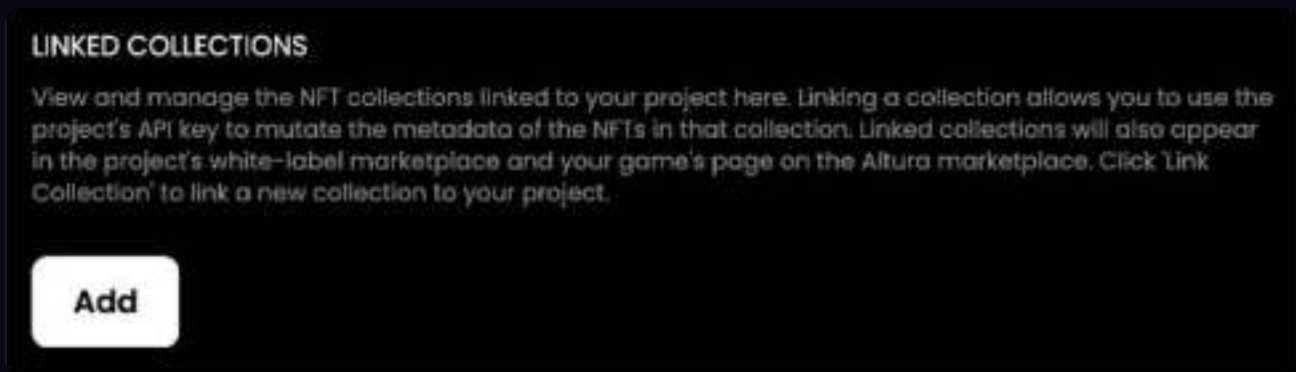 LINKED COLLECTIONS
View and manage the NFT collections linked to your project here. Linking a collection allows you to use the
project's API key to mutate the metadata of the NFTs in that collection. Linked collections will also appear
in the project's white-label marketplace and your game's page on the Altura marketplace. Click 'Link
Collection' to link a new collection to your project.
Add